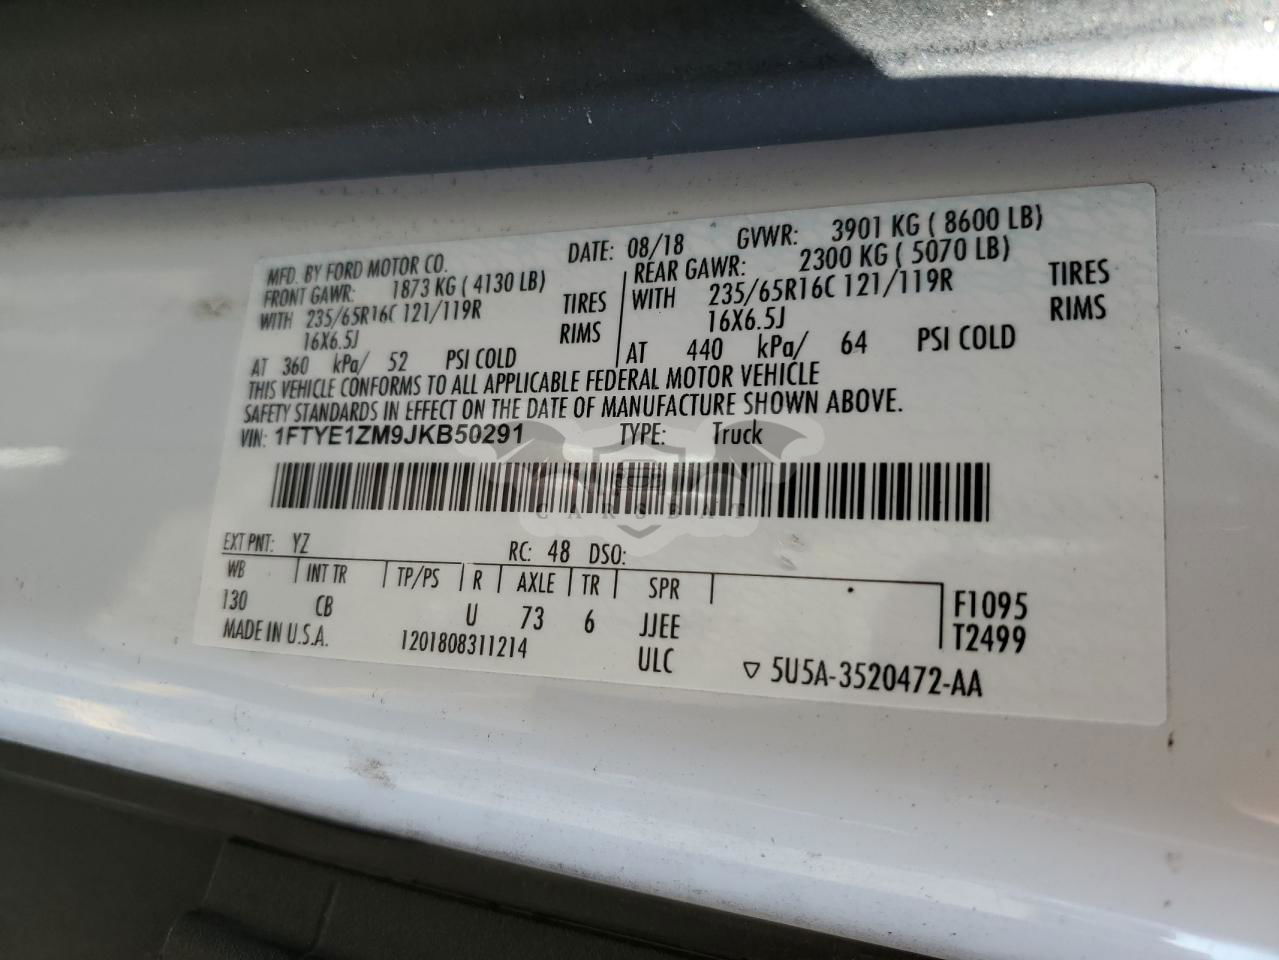 MFD. BY FORD MOTOR CO. DATE: 08/18 GVWR: 3901 KG ( 8600 LB)
FRONT GAWR: 1873 KG ( 4130 LB) REAR GAWR: 2300 KG ( 5070 LB)
WITH 235/65R16C 121/119R TIRES WITH 235/65R16C 121/119R TIRES
16X6.5J RIMS 16X6.5J RIMS
AT 360 kPa/ 52 PSI COLD AT 440 kPa/ 64 PSI COLD
THIS VEHICLE CONFORMS TO ALL APPLICABLE FEDERAL MOTOR VEHICLE
SAFETY STANDARDS IN EFFECT ON THE DATE OF MANUFACTURE SHOWN ABOVE.
VIN: 1FTYE1ZM9JKB50291 TYPE: Truck
CARSBAT
EXT PNT: YZ RC: 48 DSO:
WB INT TR TP/PS R AXLE TR SPR
130 CB U 73 6 JJEE F1095
MADE IN U.S.A. 1201808311214 ULC T2499
▽ 5U5A-3520472-AA